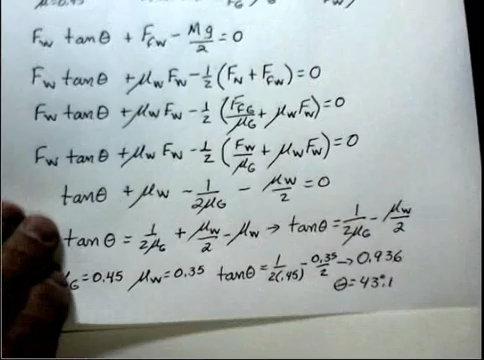 F_W tanθ + F_fW − Mg/2 = 0
F_W tanθ + μ_W F_W − 1/2 (F_N + F_fW) = 0
F_W tanθ + μ_W F_W − 1/2 (F_fG/μ_G + μ_W F_W) = 0
F_W tanθ + μ_W F_W − 1/2 (F_W/μ_G + μ_W F_W) = 0
tanθ + μ_W − 1/2μ_G − μ_W/2 = 0
tanθ = 1/2μ_G + μ_W/2 − μ_W → tanθ = 1/2μ_G − μ_W/2
μ_G = 0.45 μ_W = 0.35 tanθ = 1/2(.45) − 0.35/2 → 0.936
θ = 43°.1